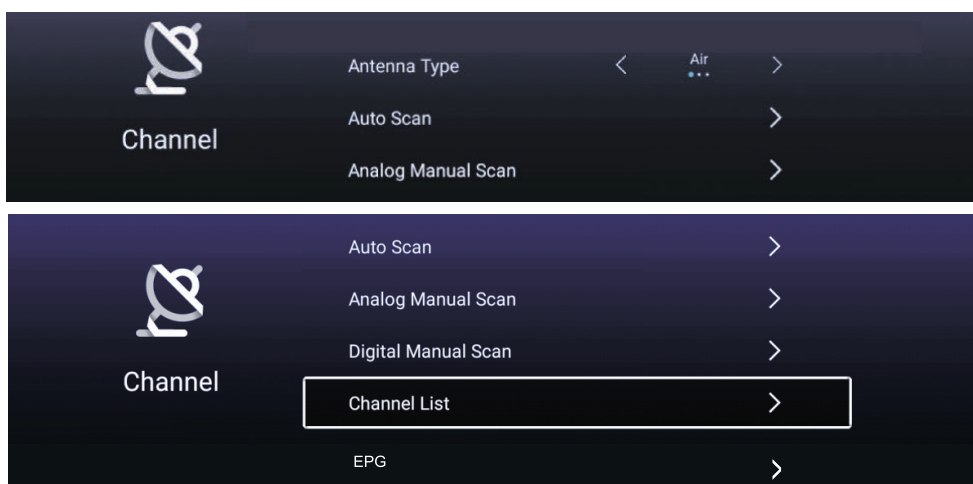 Antenna Type
Air
Auto Scan
Channel
Analog Manual Scan
Auto Scan
Analog Manual Scan
Digital Manual Scan
Channel
Channel List
EPG